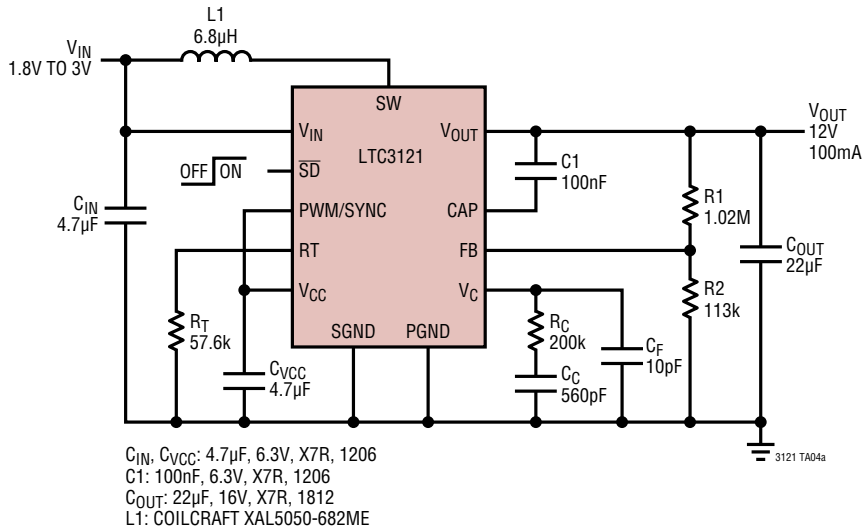 L1
6.8µH
VIN
1.8V TO 3V
SW
VIN
VOUT
LTC3121
SD
OFF ON
PWM/SYNC
CAP
RT
FB
VCC
VC
SGND
PGND
CIN
4.7µF
RT
57.6k
CVCC
4.7µF
C1
100nF
RC
200k
CC
560pF
CF
10pF
R1
1.02M
R2
113k
COUT
22µF
VOUT
12V
100mA
3121 TA04a
CIN, CVCC: 4.7µF, 6.3V, X7R, 1206
C1: 100nF, 6.3V, X7R, 1206
COUT: 22µF, 16V, X7R, 1812
L1: COILCRAFT XAL5050-682ME